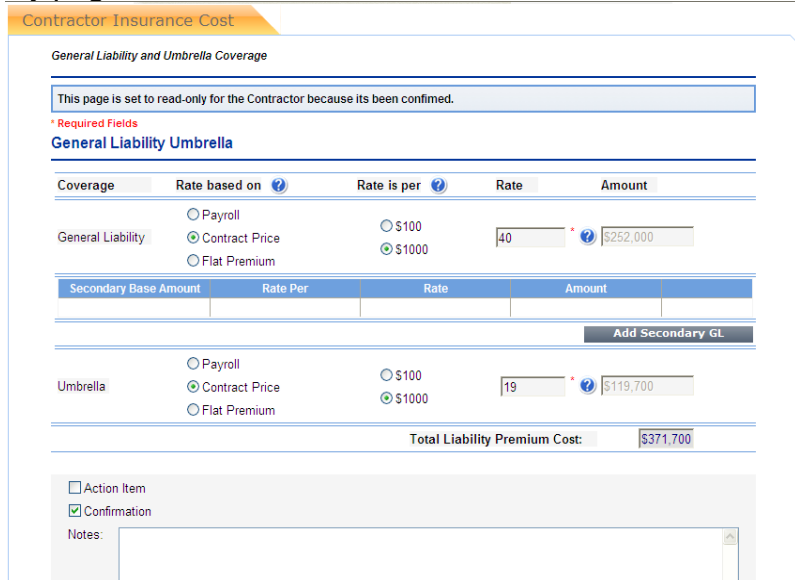 Contractor Insurance Cost
General Liability and Umbrella Coverage
This page is set to read-only for the Contractor because its been confimed.
* Required Fields
General Liability Umbrella
Coverage Rate based on ? Rate is per ? Rate Amount
Payroll
General Liability Contract Price $100 40 * ? $252,000
Flat Premium $1000
Secondary Base Amount Rate Per Rate Amount
Add Secondary GL
Payroll
Umbrella Contract Price $100 19 * ? $119,700
Flat Premium $1000
Total Liability Premium Cost: $371,700
Action Item
Confirmation
Notes: